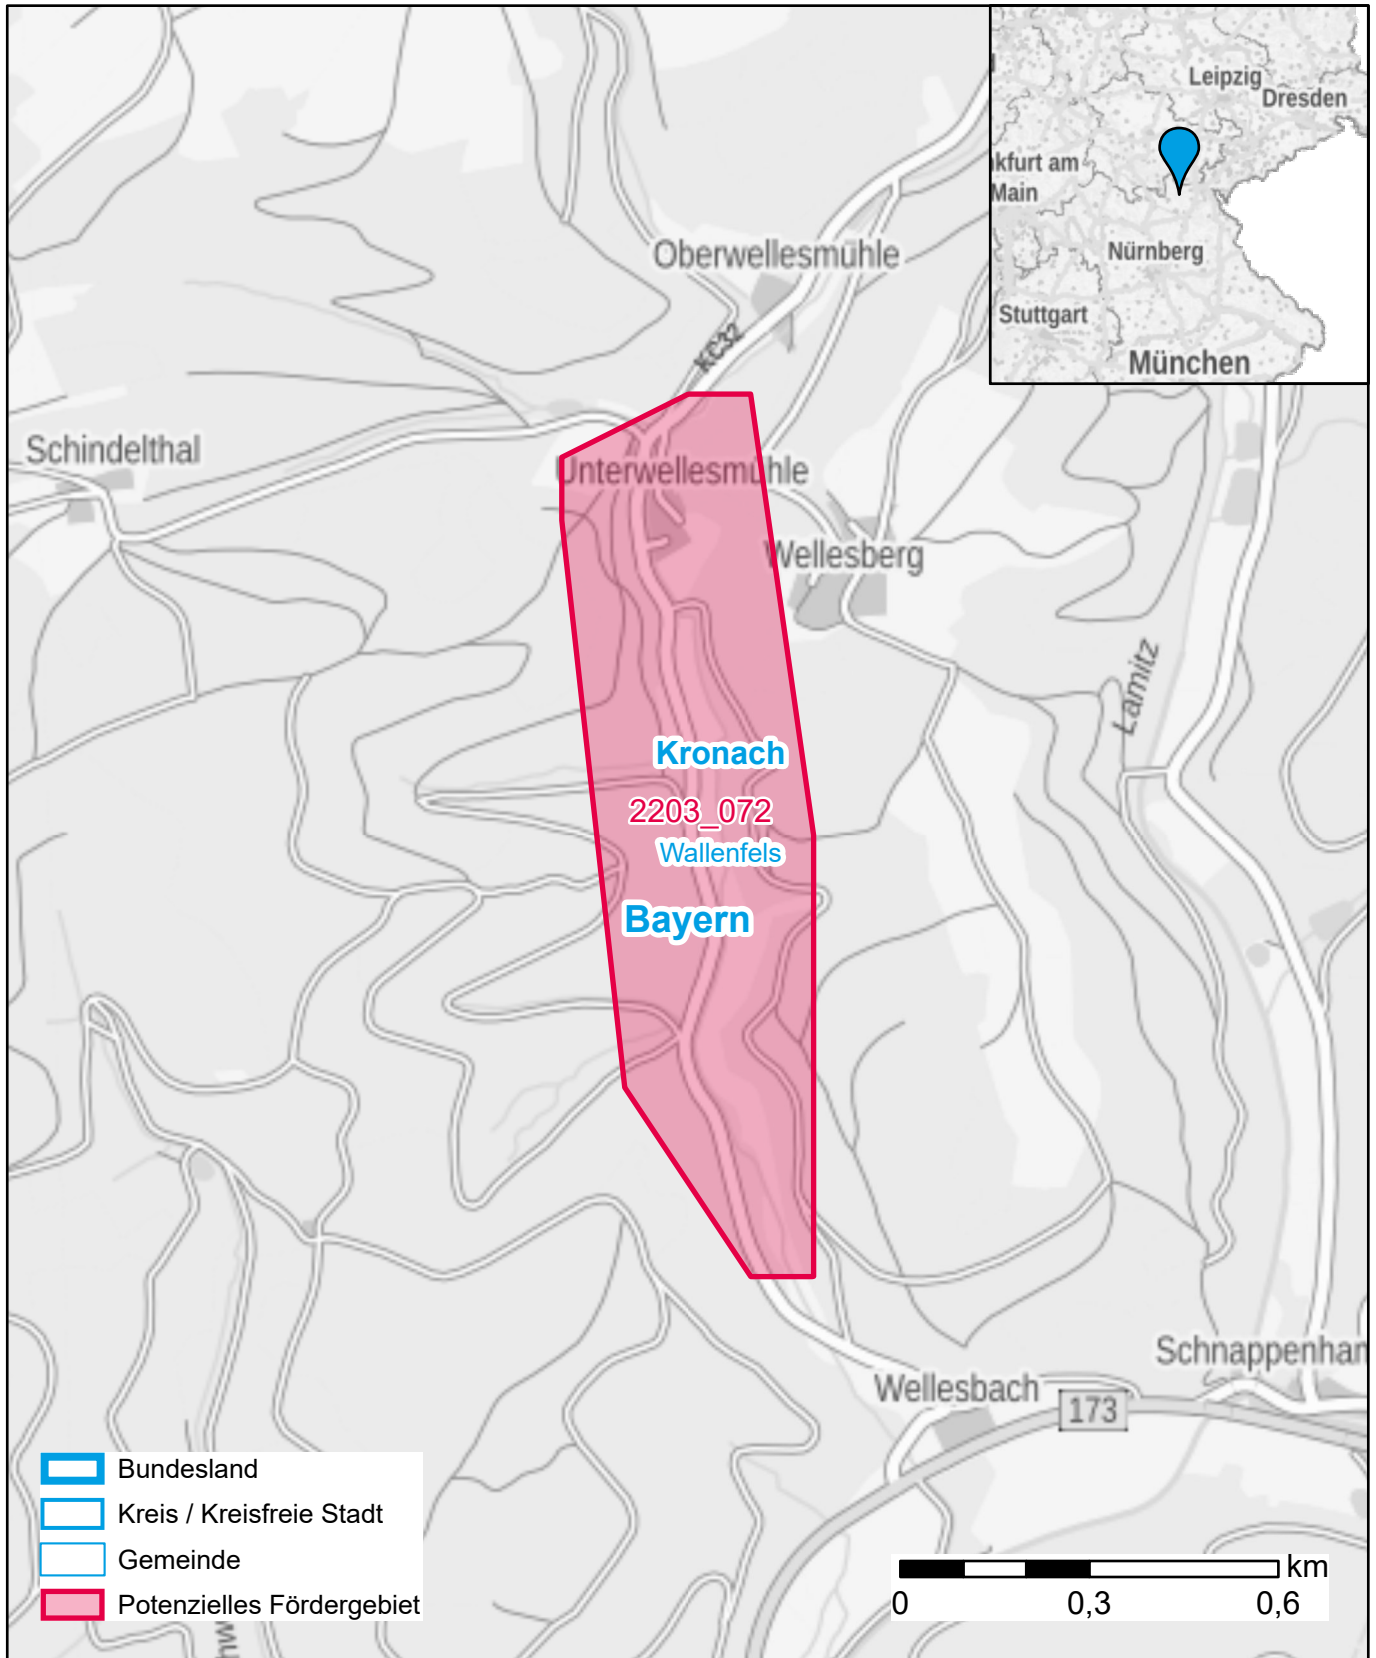 Leipzig
Dresden
kfurt am
Main
Nürnberg
Stuttgart
München
Oberwellesmühle
KC32
Schindelthal
Unterwellesmühle
Wellesberg
Lamitz
Kronach
2203_072
Wallenfels
Bayern
Schnappenham
Wellesbach
173
Bundesland
Kreis / Kreisfreie Stadt
Gemeinde
Potenzielles Fördergebiet
km
0 0,3 0,6